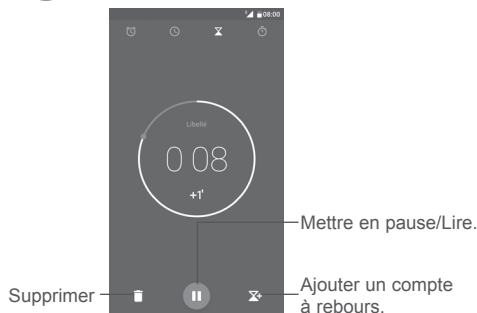 08:00
Libellé
0 08
+1'
Mettre en pause/Lire.
Supprimer
Ajouter un compte
à rebours.